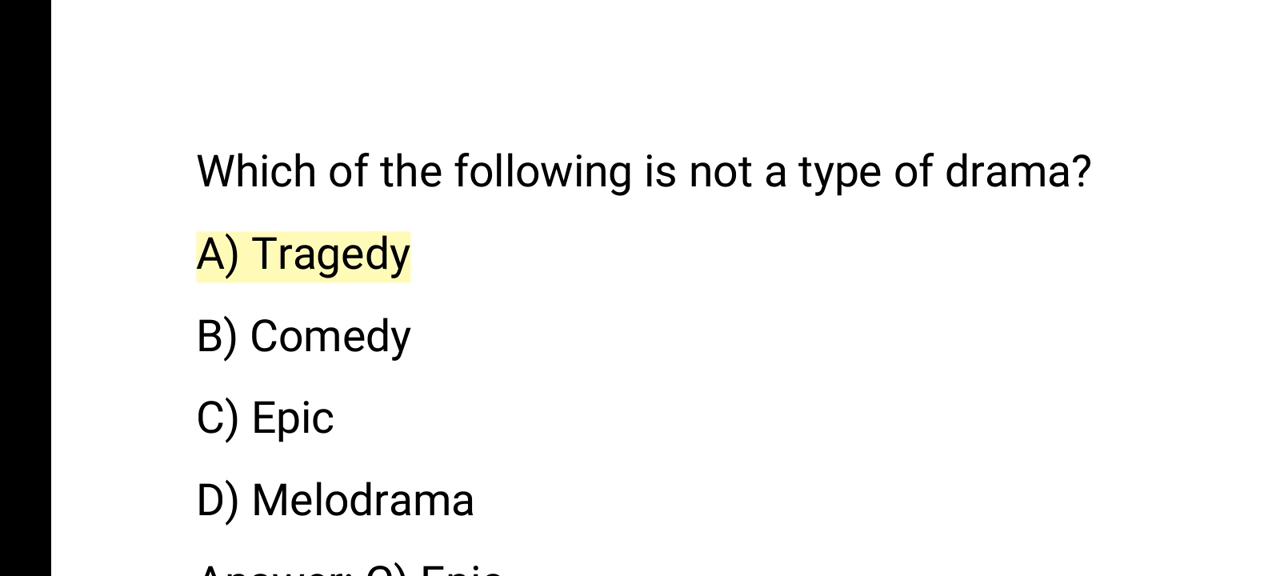 Which of the following is not a type of drama?
A) Tragedy
B) Comedy
C) Epic
D) Melodrama
Answer: C) Epic